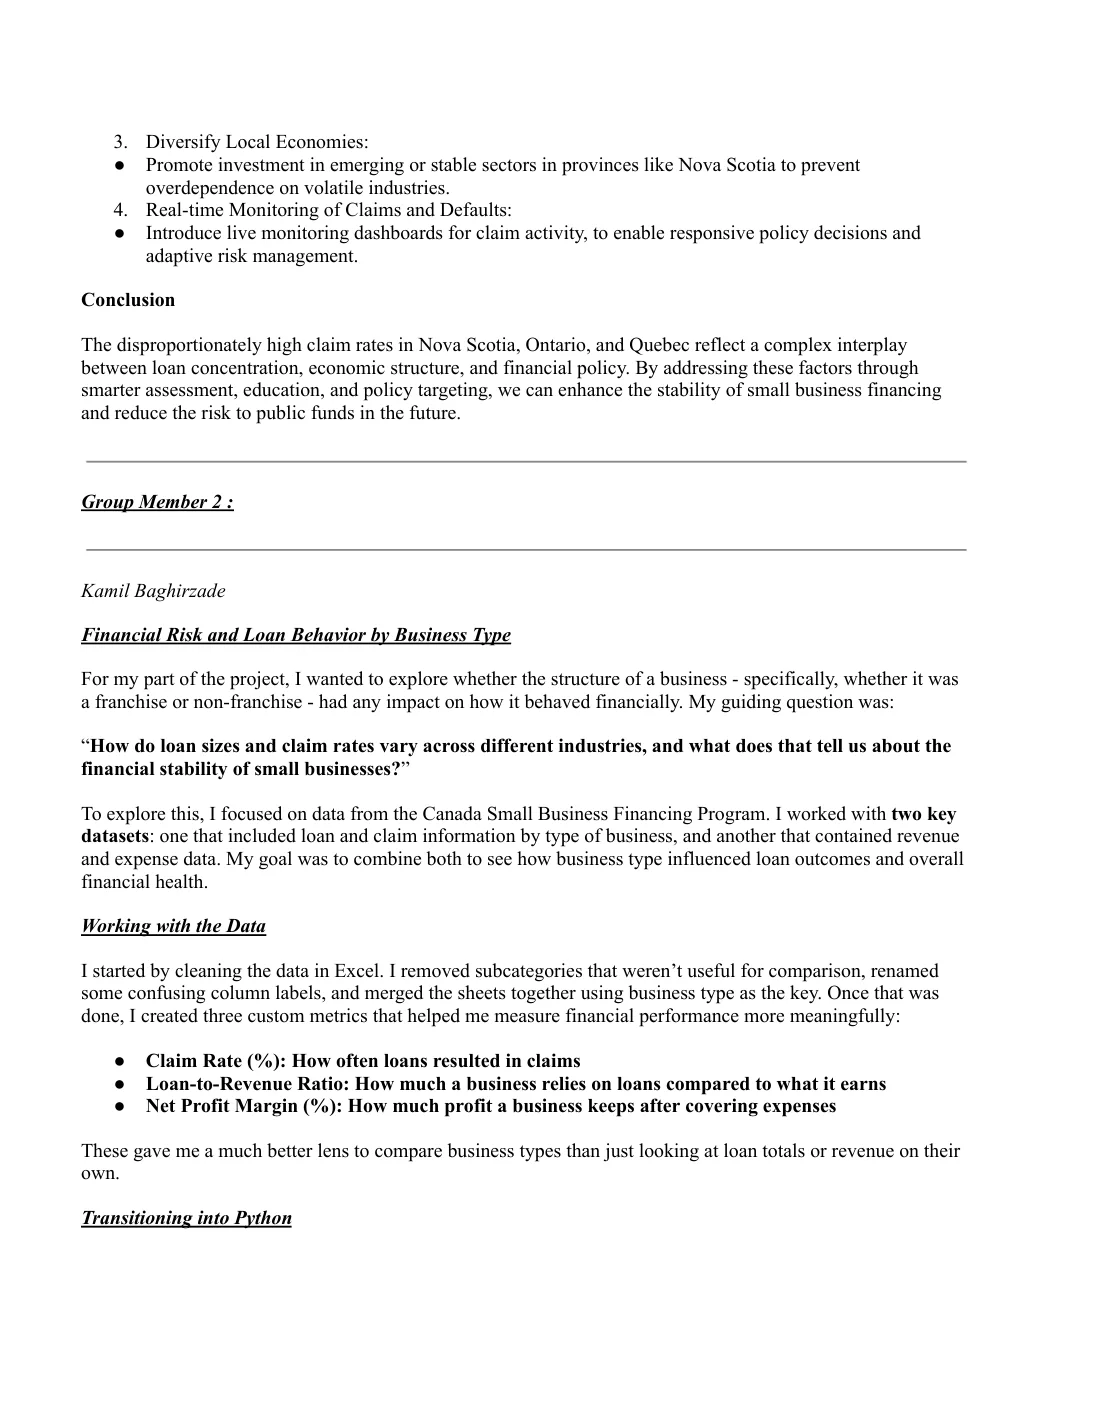 3. Diversify Local Economies:
● Promote investment in emerging or stable sectors in provinces like Nova Scotia to prevent
overdependence on volatile industries.
4. Real-time Monitoring of Claims and Defaults:
● Introduce live monitoring dashboards for claim activity, to enable responsive policy decisions and
adaptive risk management.
Conclusion
The disproportionately high claim rates in Nova Scotia, Ontario, and Quebec reflect a complex interplay
between loan concentration, economic structure, and financial policy. By addressing these factors through
smarter assessment, education, and policy targeting, we can enhance the stability of small business financing
and reduce the risk to public funds in the future.
Group Member 2 :
Kamil Baghirzade
Financial Risk and Loan Behavior by Business Type
For my part of the project, I wanted to explore whether the structure of a business - specifically, whether it was
a franchise or non-franchise - had any impact on how it behaved financially. My guiding question was:
“How do loan sizes and claim rates vary across different industries, and what does that tell us about the
financial stability of small businesses?”
To explore this, I focused on data from the Canada Small Business Financing Program. I worked with two key
datasets: one that included loan and claim information by type of business, and another that contained revenue
and expense data. My goal was to combine both to see how business type influenced loan outcomes and overall
financial health.
Working with the Data
I started by cleaning the data in Excel. I removed subcategories that weren’t useful for comparison, renamed
some confusing column labels, and merged the sheets together using business type as the key. Once that was
done, I created three custom metrics that helped me measure financial performance more meaningfully:
● Claim Rate (%): How often loans resulted in claims
● Loan-to-Revenue Ratio: How much a business relies on loans compared to what it earns
● Net Profit Margin (%): How much profit a business keeps after covering expenses
These gave me a much better lens to compare business types than just looking at loan totals or revenue on their
own.
Transitioning into Python